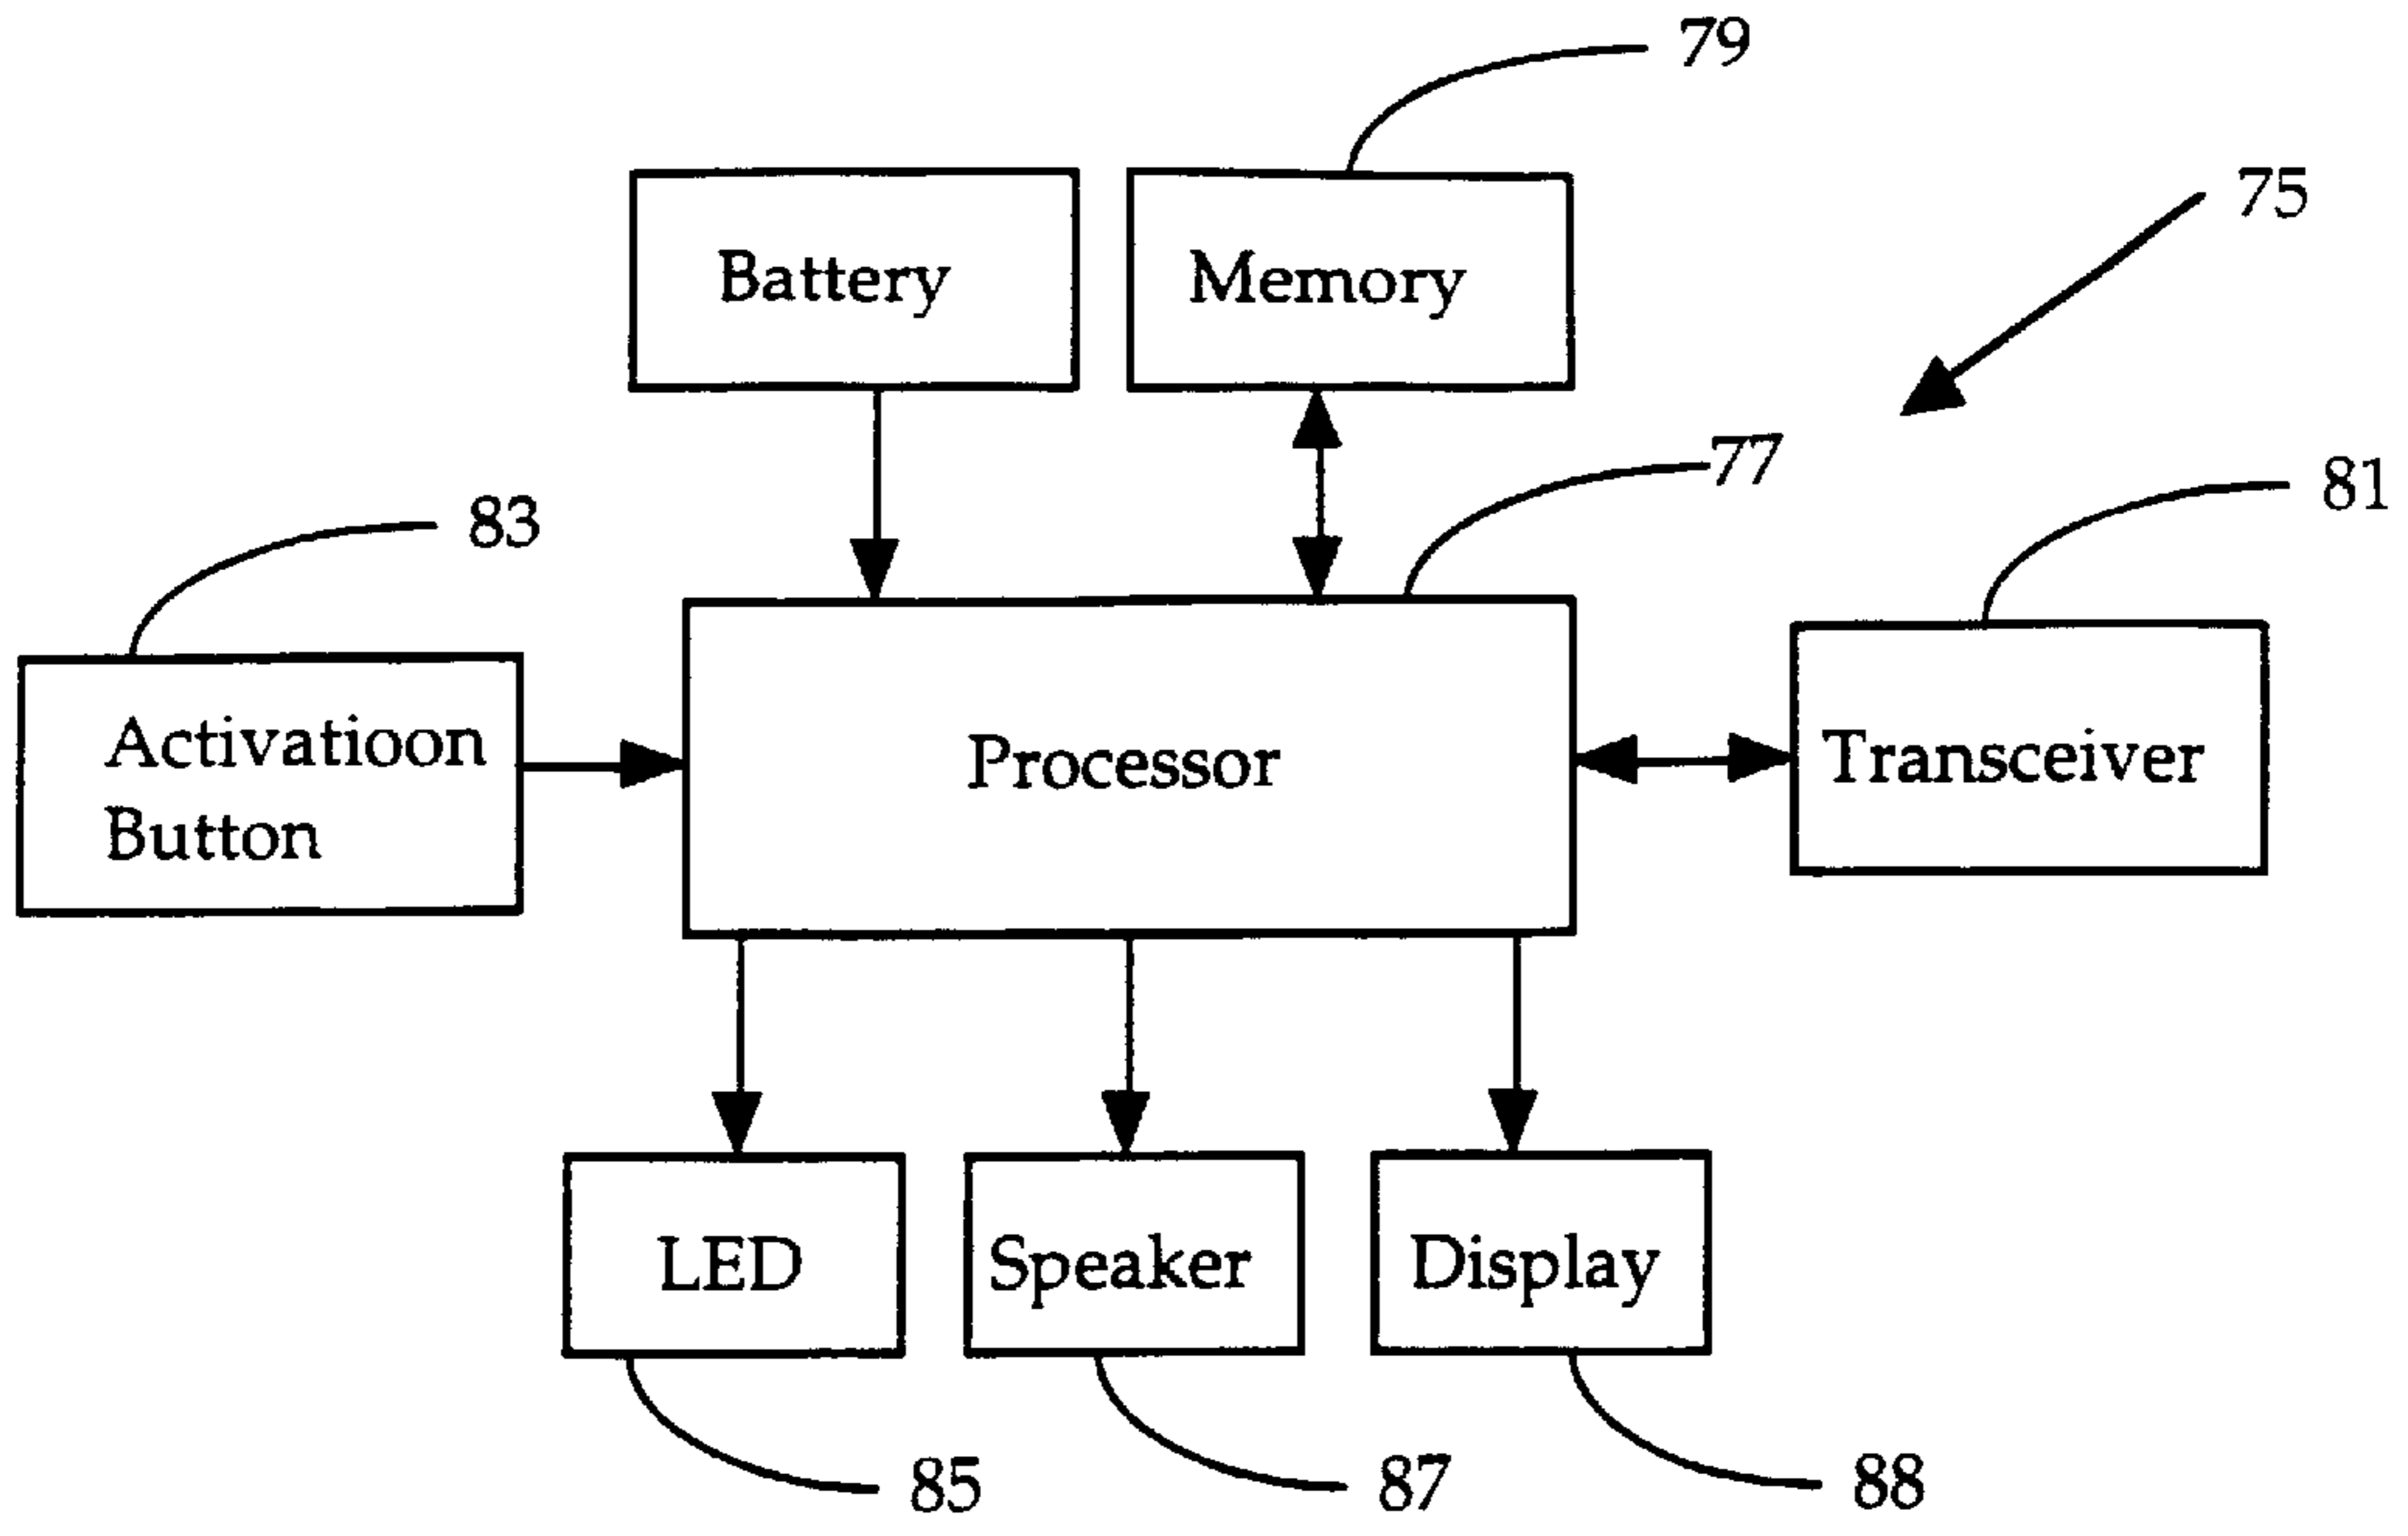 79
75
Battery
Memory
77
81
83
Activatioon
Button
Processor
Transceiver
LED
Speaker
Display
85
87
88